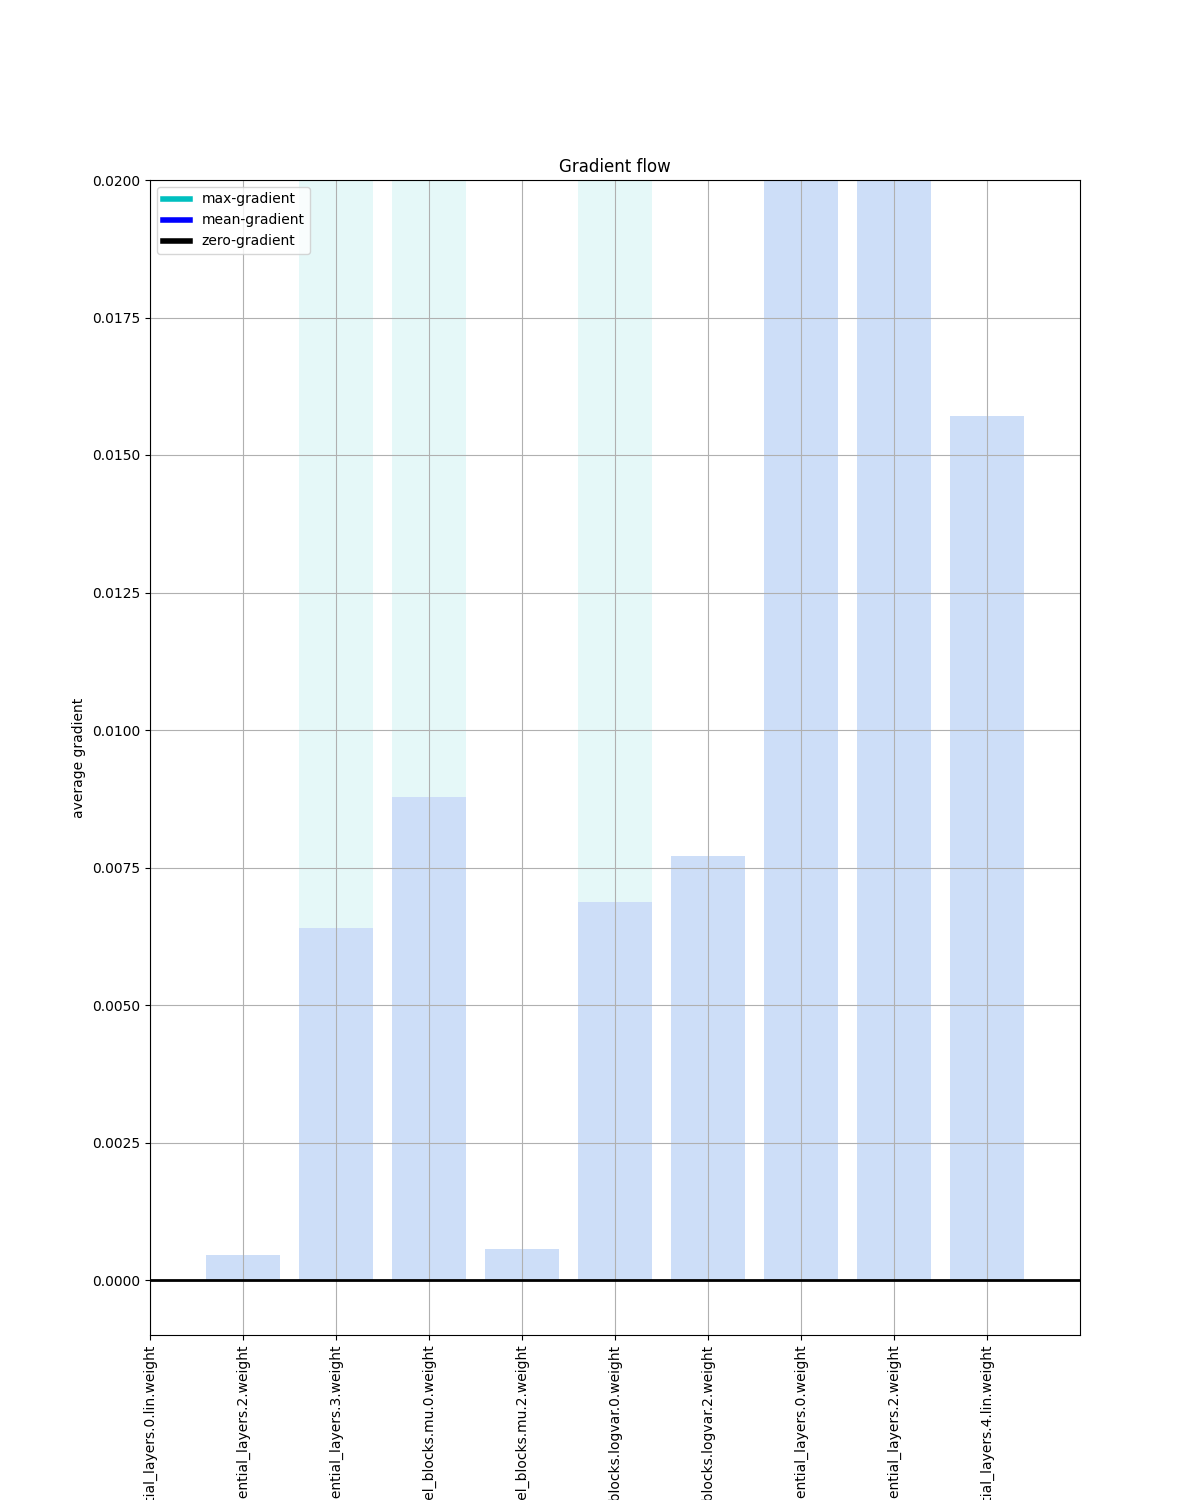 Gradient flow
max-gradient
mean-gradient
zero-gradient
0.0200
0.0175
0.0150
0.0125
0.0100
0.0075
0.0050
0.0025
0.0000
average gradient
tial_layers.0.lin.weight
ential_layers.2.weight
ential_layers.3.weight
el_blocks.mu.0.weight
el_blocks.mu.2.weight
blocks.logvar.0.weight
blocks.logvar.2.weight
ential_layers.0.weight
ential_layers.2.weight
tial_layers.4.lin.weight